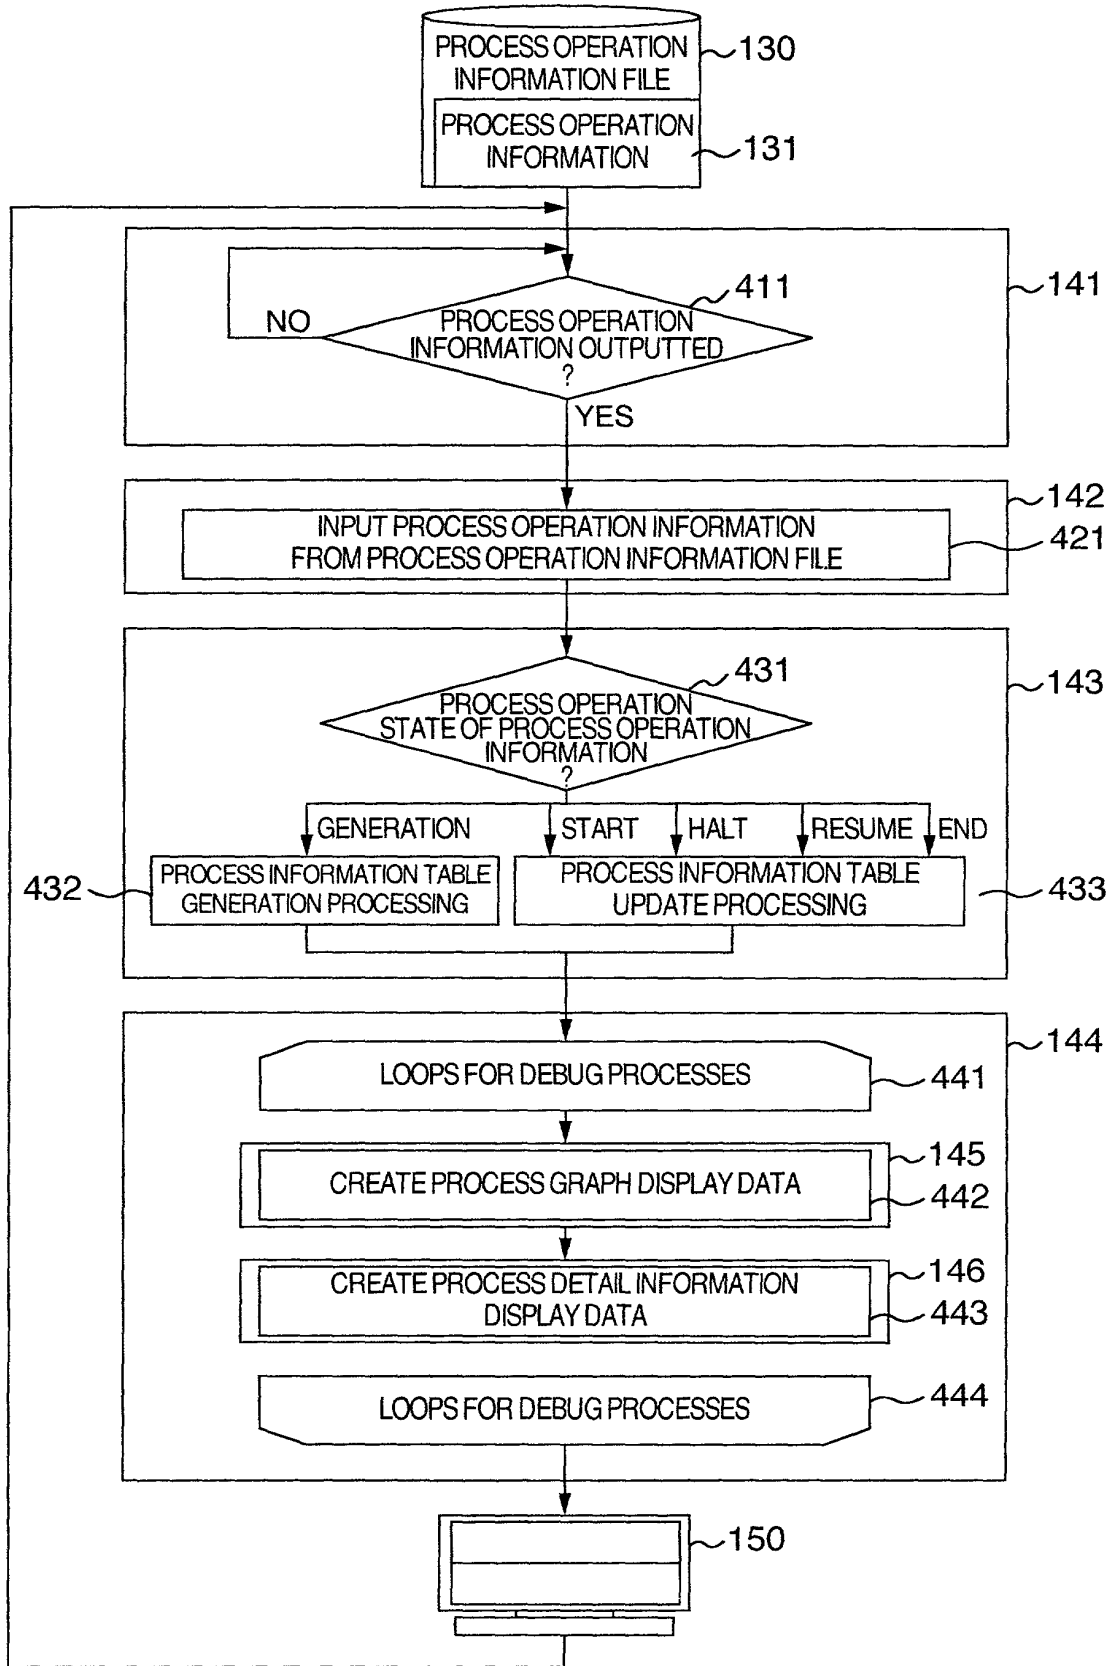 PROCESS OPERATION
INFORMATION FILE
130
PROCESS OPERATION
INFORMATION
131
141
411
PROCESS OPERATION
INFORMATION OUTPUTTED
?
NO
YES
142
INPUT PROCESS OPERATION INFORMATION
FROM PROCESS OPERATION INFORMATION FILE
421
143
431
PROCESS OPERATION
STATE OF PROCESS OPERATION
INFORMATION
?
GENERATION
START
HALT
RESUME
END
432
PROCESS INFORMATION TABLE
GENERATION PROCESSING
PROCESS INFORMATION TABLE
UPDATE PROCESSING
433
144
LOOPS FOR DEBUG PROCESSES
441
145
CREATE PROCESS GRAPH DISPLAY DATA
442
146
CREATE PROCESS DETAIL INFORMATION
DISPLAY DATA
443
LOOPS FOR DEBUG PROCESSES
444
150